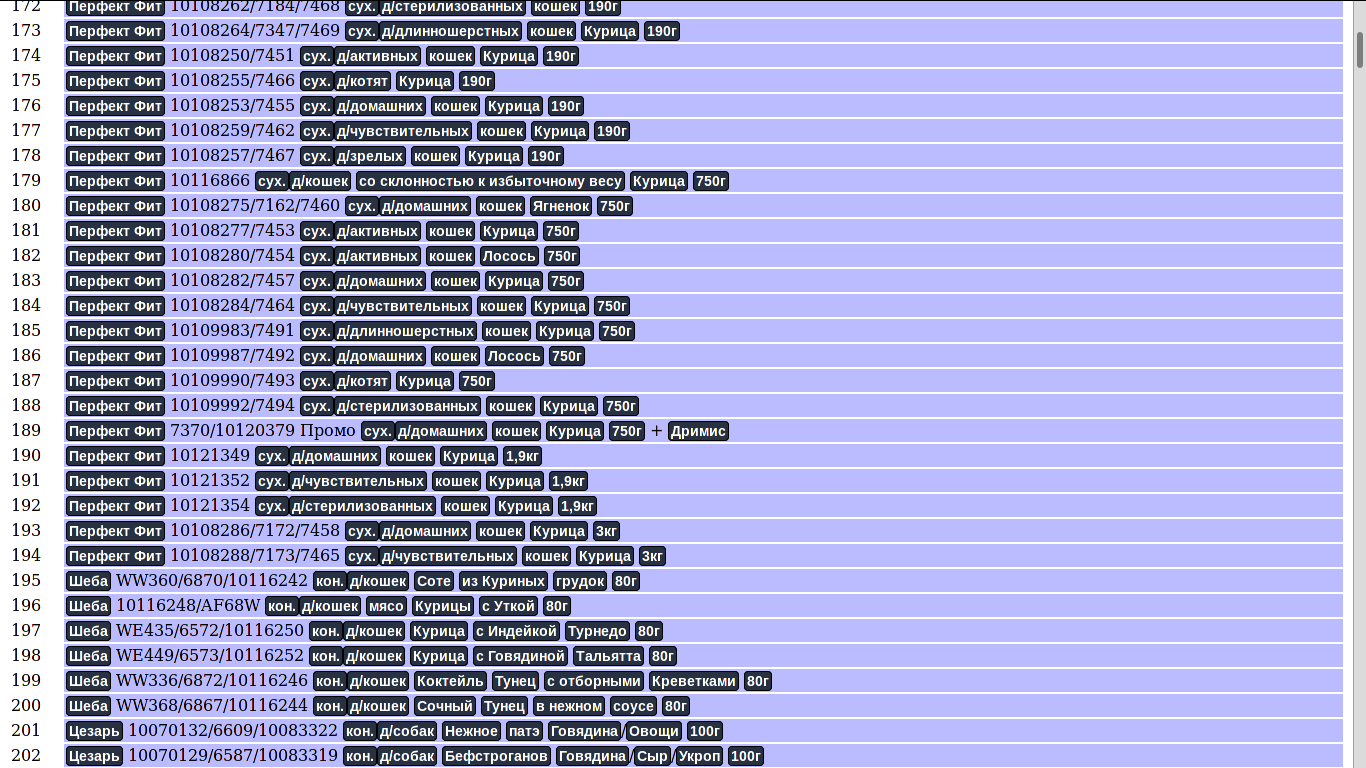 172 Перфект Фит 10108262/7184/7468 сух. д/стерилизованных кошек 190г
173 Перфект Фит 10108264/7347/7469 сух. д/длинношерстных кошек Курица 190г
174 Перфект Фит 10108250/7451 сух. д/активных кошек Курица 190г
175 Перфект Фит 10108255/7466 сух. д/котят Курица 190г
176 Перфект Фит 10108253/7455 сух. д/домашних кошек Курица 190г
177 Перфект Фит 10108259/7462 сух. д/чувствительных кошек Курица 190г
178 Перфект Фит 10108257/7467 сух. д/зрелых кошек Курица 190г
179 Перфект Фит 10116866 сух. д/кошек со склонностью к избыточному весу Курица 750г
180 Перфект Фит 10108275/7162/7460 сух. д/домашних кошек Ягненок 750г
181 Перфект Фит 10108277/7453 сух. д/активных кошек Курица 750г
182 Перфект Фит 10108280/7454 сух. д/активных кошек Лосось 750г
183 Перфект Фит 10108282/7457 сух. д/домашних кошек Курица 750г
184 Перфект Фит 10108284/7464 сух. д/чувствительных кошек Курица 750г
185 Перфект Фит 10109983/7491 сух. д/длинношерстных кошек Курица 750г
186 Перфект Фит 10109987/7492 сух. д/домашних кошек Лосось 750г
187 Перфект Фит 10109990/7493 сух. д/котят Курица 750г
188 Перфект Фит 10109992/7494 сух. д/стерилизованных кошек Курица 750г
189 Перфект Фит 7370/10120379 Промо сух. д/домашних кошек Курица 750г + Дримис
190 Перфект Фит 10121349 сух. д/домашних кошек Курица 1,9кг
191 Перфект Фит 10121352 сух. д/чувствительных кошек Курица 1,9кг
192 Перфект Фит 10121354 сух. д/стерилизованных кошек Курица 1,9кг
193 Перфект Фит 10108286/7172/7458 сух. д/домашних кошек Курица 3кг
194 Перфект Фит 10108288/7173/7465 сух. д/чувствительных кошек Курица 3кг
195 Шеба WW360/6870/10116242 кон. д/кошек Соте из Куриных грудок 80г
196 Шеба 10116248/AF68W кон. д/кошек мясо Курицы с Уткой 80г
197 Шеба WE435/6572/10116250 кон. д/кошек Курица с Индейкой Турнедо 80г
198 Шеба WE449/6573/10116252 кон. д/кошек Курица с Говядиной Тальятта 80г
199 Шеба WW336/6872/10116246 кон. д/кошек Коктейль Тунец с отборными Креветками 80г
200 Шеба WW368/6867/10116244 кон. д/кошек Сочный Тунец в нежном соусе 80г
201 Цезарь 10070132/6609/10083322 кон. д/собак Нежное патэ Говядина/Овощи 100г
202 Цезарь 10070129/6587/10083319 кон. д/собак Бефстроганов Говядина/Сыр/Укроп 100г